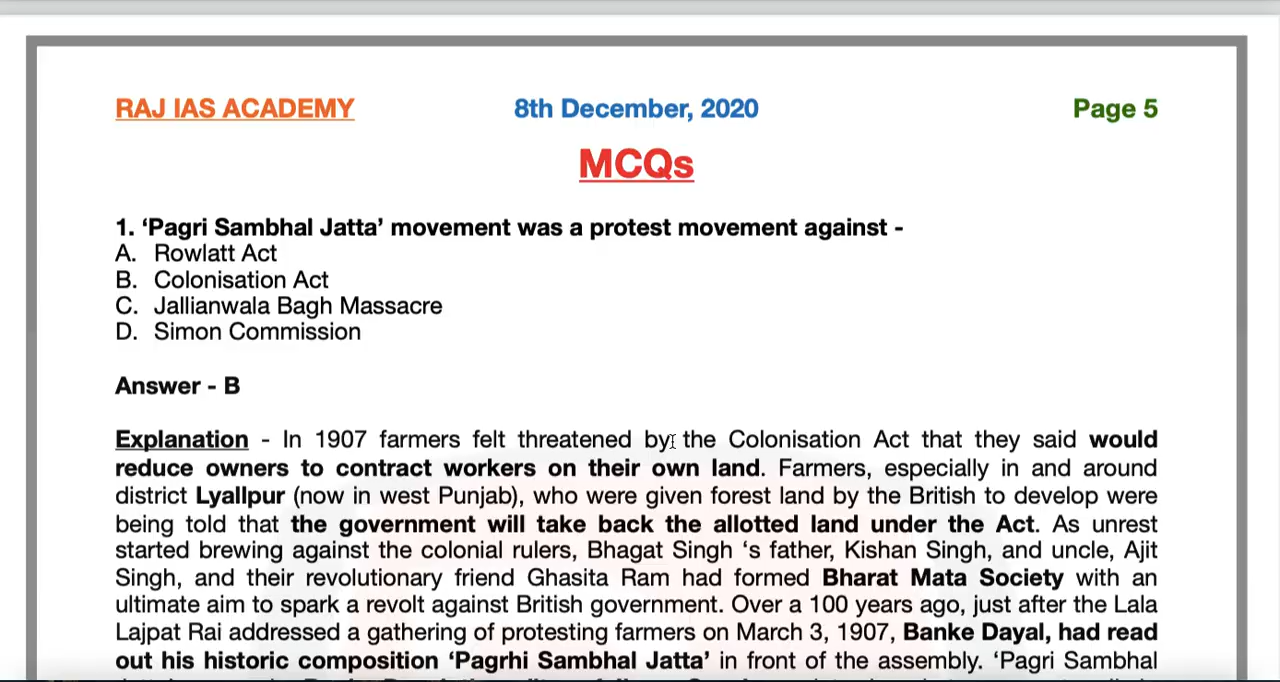 RAJ IAS ACADEMY 8th December, 2020 Page 5
MCQs
1. ‘Pagri Sambhal Jatta’ movement was a protest movement against -
A. Rowlatt Act
B. Colonisation Act
C. Jallianwala Bagh Massacre
D. Simon Commission
Answer - B
Explanation - In 1907 farmers felt threatened by the Colonisation Act that they said would
reduce owners to contract workers on their own land. Farmers, especially in and around
district Lyallpur (now in west Punjab), who were given forest land by the British to develop were
being told that the government will take back the allotted land under the Act. As unrest
started brewing against the colonial rulers, Bhagat Singh ‘s father, Kishan Singh, and uncle, Ajit
Singh, and their revolutionary friend Ghasita Ram had formed Bharat Mata Society with an
ultimate aim to spark a revolt against British government. Over a 100 years ago, just after the Lala
Lajpat Rai addressed a gathering of protesting farmers on March 3, 1907, Banke Dayal, had read
out his historic composition ‘Pagrhi Sambhal Jatta’ in front of the assembly. ‘Pagri Sambhal